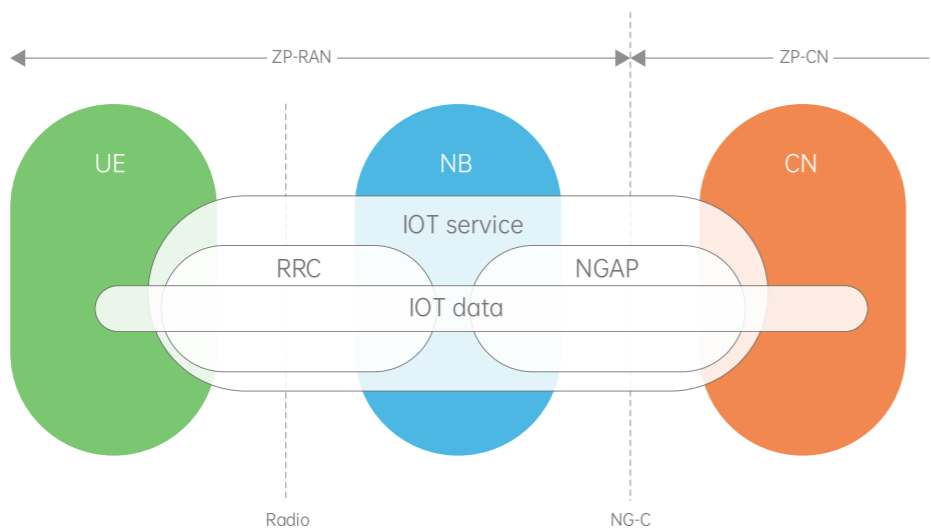 ZP-RAN ZP-CN
UE NB CN
IOT service
RRC NGAP
IOT data
Radio NG-C